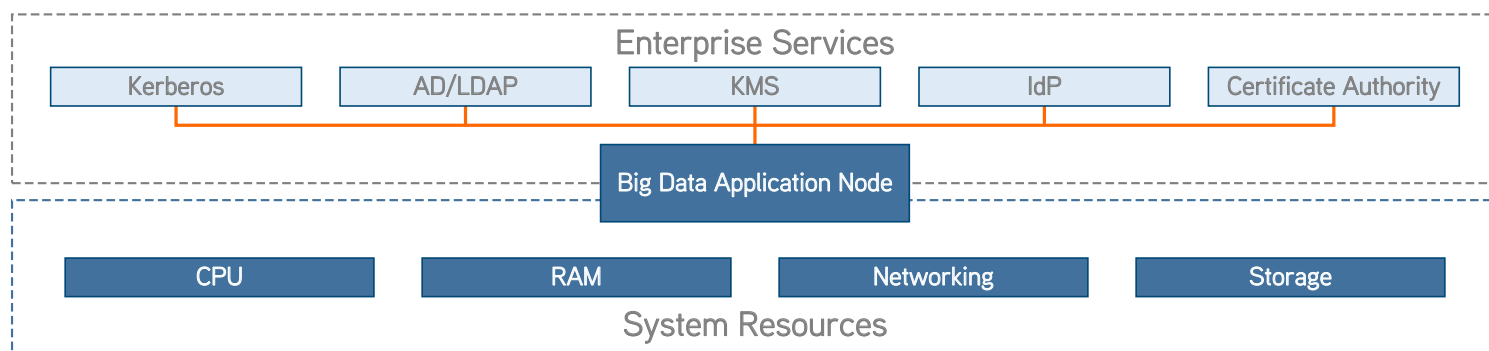 Enterprise Services
Kerberos
AD/LDAP
KMS
IdP
Certificate Authority
Big Data Application Node
CPU
RAM
Networking
Storage
System Resources